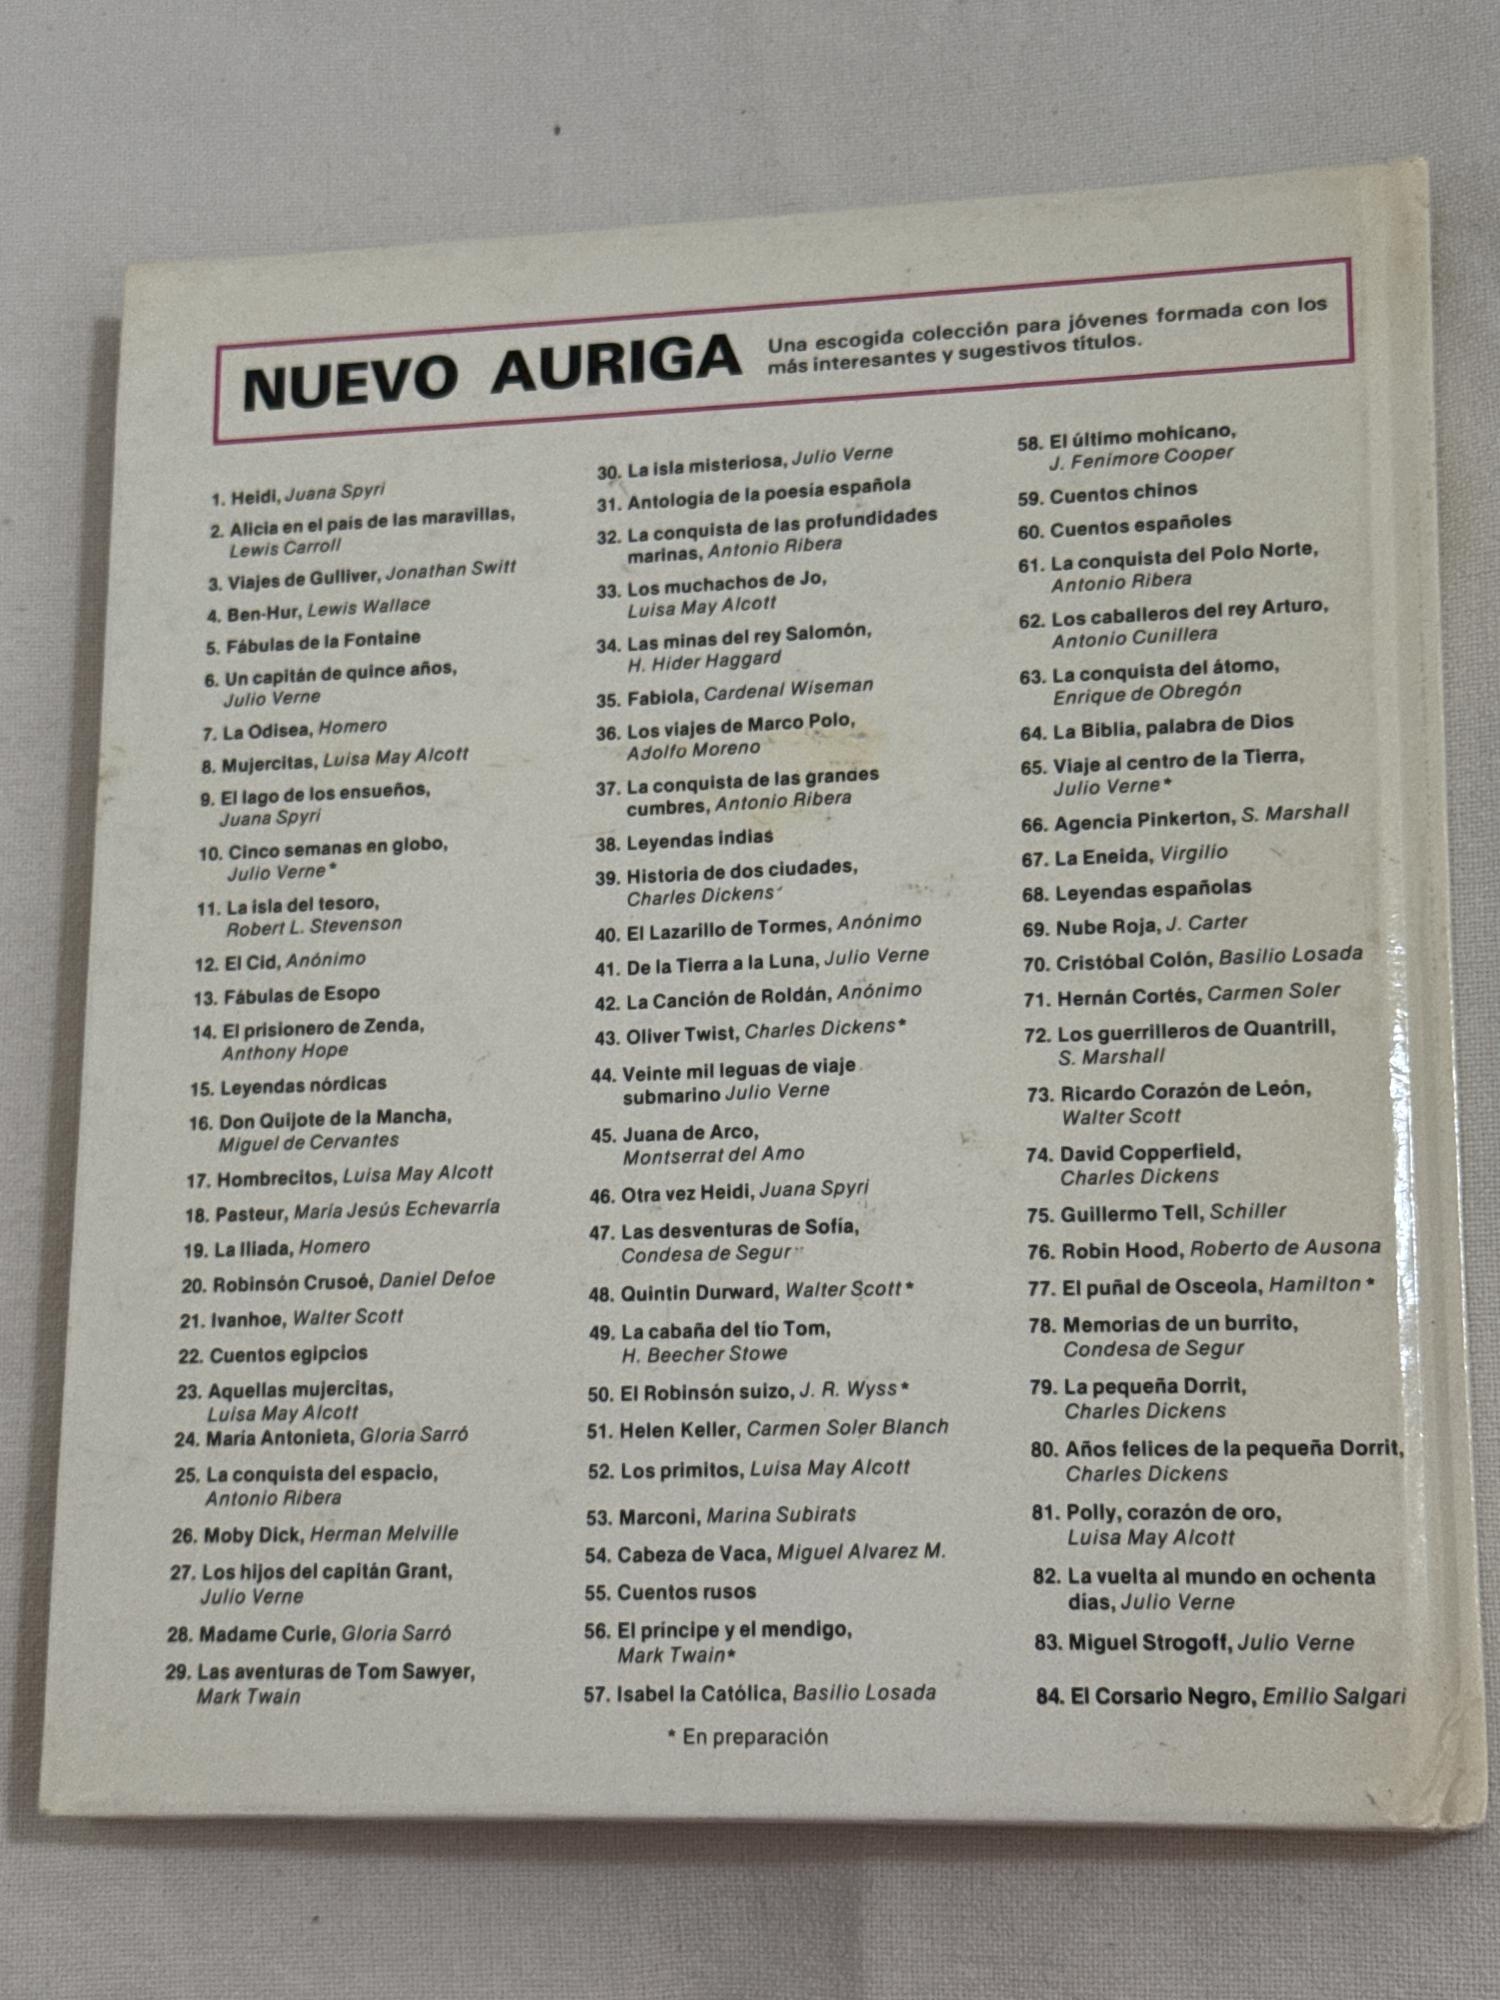 NUEVO AURIGA
Una escogida colección para jóvenes formada con los
más interesantes y sugestivos títulos.
1. Heidi, Juana Spyri
2. Alicia en el país de las maravillas,
Lewis Carroll
3. Viajes de Gulliver, Jonathan Switt
4. Ben-Hur, Lewis Wallace
5. Fábulas de la Fontaine
6. Un capitán de quince años,
Julio Verne
7. La Odisea, Homero
8. Mujercitas, Luisa May Alcott
9. El lago de los ensueños,
Juana Spyri
10. Cinco semanas en globo,
Julio Verne*
11. La isla del tesoro,
Robert L. Stevenson
12. El Cid, Anónimo
13. Fábulas de Esopo
14. El prisionero de Zenda,
Anthony Hope
15. Leyendas nórdicas
16. Don Quijote de la Mancha,
Miguel de Cervantes
17. Hombrecitos, Luisa May Alcott
18. Pasteur, María Jesús Echevarría
19. La Iliada, Homero
20. Robinsón Crusoé, Daniel Defoe
21. Ivanhoe, Walter Scott
22. Cuentos egipcios
23. Aquellas mujercitas,
Luisa May Alcott
24. María Antonieta, Gloria Sarró
25. La conquista del espacio,
Antonio Ribera
26. Moby Dick, Herman Melville
27. Los hijos del capitán Grant,
Julio Verne
28. Madame Curie, Gloria Sarró
29. Las aventuras de Tom Sawyer,
Mark Twain
30. La isla misteriosa, Julio Verne
31. Antología de la poesía española
32. La conquista de las profundidades
marinas, Antonio Ribera
33. Los muchachos de Jo,
Luisa May Alcott
34. Las minas del rey Salomón,
H. Hider Haggard
35. Fabiola, Cardenal Wiseman
36. Los viajes de Marco Polo,
Adolfo Moreno
37. La conquista de las grandes
cumbres, Antonio Ribera
38. Leyendas indias
39. Historia de dos ciudades,
Charles Dickens
40. El Lazarillo de Tormes, Anónimo
41. De la Tierra a la Luna, Julio Verne
42. La Canción de Roldán, Anónimo
43. Oliver Twist, Charles Dickens*
44. Veinte mil leguas de viaje
submarino Julio Verne
45. Juana de Arco,
Montserrat del Amo
46. Otra vez Heidi, Juana Spyri
47. Las desventuras de Sofía,
Condesa de Segur
48. Quintin Durward, Walter Scott*
49. La cabaña del tío Tom,
H. Beecher Stowe
50. El Robinsón suizo, J. R. Wyss*
51. Helen Keller, Carmen Soler Blanch
52. Los primitos, Luisa May Alcott
53. Marconi, Marina Subirats
54. Cabeza de Vaca, Miguel Alvarez M.
55. Cuentos rusos
56. El príncipe y el mendigo,
Mark Twain*
57. Isabel la Católica, Basilio Losada
58. El último mohicano,
J. Fenimore Cooper
59. Cuentos chinos
60. Cuentos españoles
61. La conquista del Polo Norte,
Antonio Ribera
62. Los caballeros del rey Arturo,
Antonio Cunillera
63. La conquista del átomo,
Enrique de Obregón
64. La Biblia, palabra de Dios
65. Viaje al centro de la Tierra,
Julio Verne*
66. Agencia Pinkerton, S. Marshall
67. La Eneida, Virgilio
68. Leyendas españolas
69. Nube Roja, J. Carter
70. Cristóbal Colón, Basilio Losada
71. Hernán Cortés, Carmen Soler
72. Los guerrilleros de Quantrill,
S. Marshall
73. Ricardo Corazón de León,
Walter Scott
74. David Copperfield,
Charles Dickens
75. Guillermo Tell, Schiller
76. Robin Hood, Roberto de Ausona
77. El puñal de Osceola, Hamilton*
78. Memorias de un burrito,
Condesa de Segur
79. La pequeña Dorrit,
Charles Dickens
80. Años felices de la pequeña Dorrit,
Charles Dickens
81. Polly, corazón de oro,
Luisa May Alcott
82. La vuelta al mundo en ochenta
días, Julio Verne
83. Miguel Strogoff, Julio Verne
84. El Corsario Negro, Emilio Salgari
* En preparación